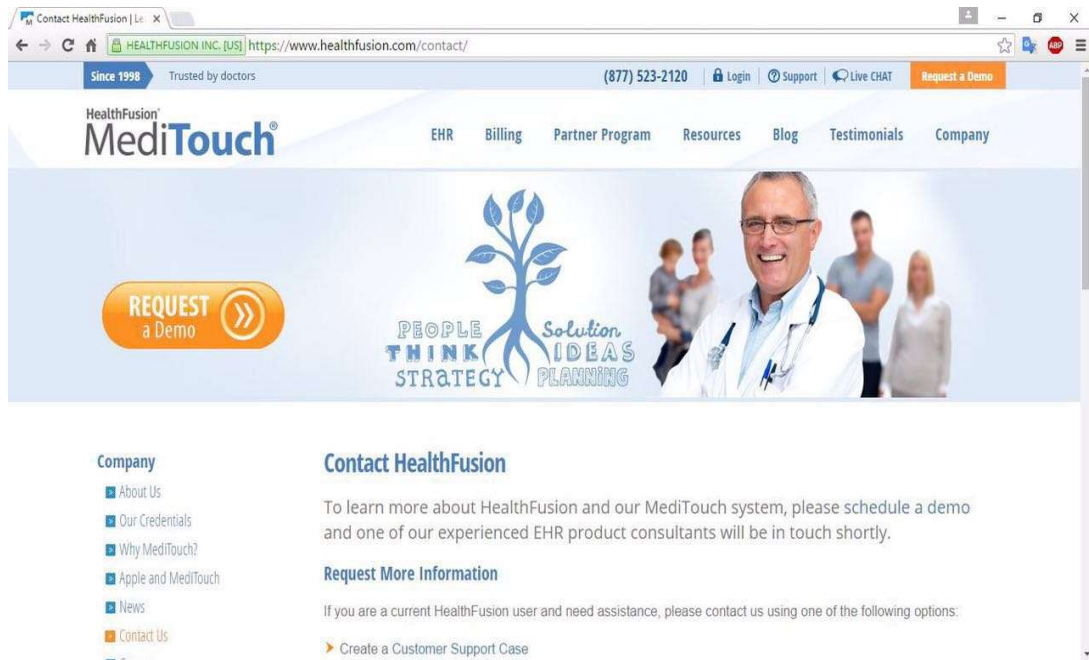 Contact HealthFusion | Le
HEALTHFUSION INC. [US] https://www.healthfusion.com/contact/
ABP
Since 1998 Trusted by doctors (877) 523-2120 Login Support Live CHAT Request a Demo
HealthFusion®
MediTouch®
EHR Billing Partner Program Resources Blog Testimonials Company
REQUEST
a Demo
PEOPLE Solution
THINK IDEAS
STRATEGY PLANNING
Company
About Us
Our Credentials
Why MediTouch?
Apple and MediTouch
News
Contact Us
Contact HealthFusion
To learn more about HealthFusion and our MediTouch system, please schedule a demo
and one of our experienced EHR product consultants will be in touch shortly.
Request More Information
If you are a current HealthFusion user and need assistance, please contact us using one of the following options:
Create a Customer Support Case